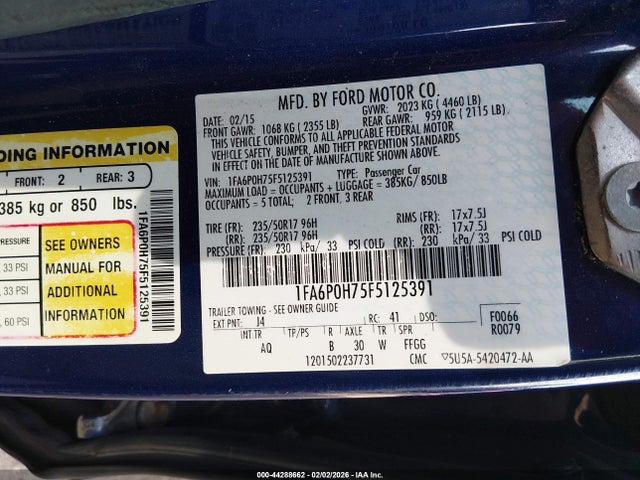 MFD. BY FORD MOTOR CO.
DATE: 02/15 GVWR: 2023 KG ( 4460 LB)
FRONT GAWR: 1068 KG ( 2355 LB) REAR GAWR: 959 KG ( 2115 LB)
THIS VEHICLE CONFORMS TO ALL APPLICABLE FEDERAL MOTOR
VEHICLE SAFETY, BUMPER, AND THEFT PREVENTION STANDARDS
IN EFFECT ON THE DATE OF MANUFACTURE SHOWN ABOVE.
VIN: 1FA6P0H75F5125391 TYPE: Passenger Car
MAXIMUM LOAD = OCCUPANTS + LUGGAGE = 385KG/ 850LB
OCCUPANTS = 5 TOTAL; 2 FRONT, 3 REAR
TIRE (FR): 235/50R17 96H RIMS (FR): 17x7.5J
(RR): 235/50R17 96H (RR): 17x7.5J
PRESSURE (FR): 230 kPa/ 33 PSI COLD (RR): 230 kPa/ 33 PSI COLD
1FA6P0H75F5125391
TRAILER TOWING - SEE OWNER GUIDE
EXT PNT: J4 RC: 41 DSO: F0066
R0079
INT TR TP/PS R AXLE TR SPR
AQ B 30 W FFGG
1201502237731 CMC ▽5U5A-5420472-AA
DING INFORMATION
FRONT: 2 REAR: 3
385 kg or 850 lbs.
PRESSURE
33 PSI
33 PSI
60 PSI
SEE OWNERS
MANUAL FOR
ADDITIONAL
INFORMATION
1FA6P0H75F5125391
000-44288662 - 02/02/2026 - IAA Inc.